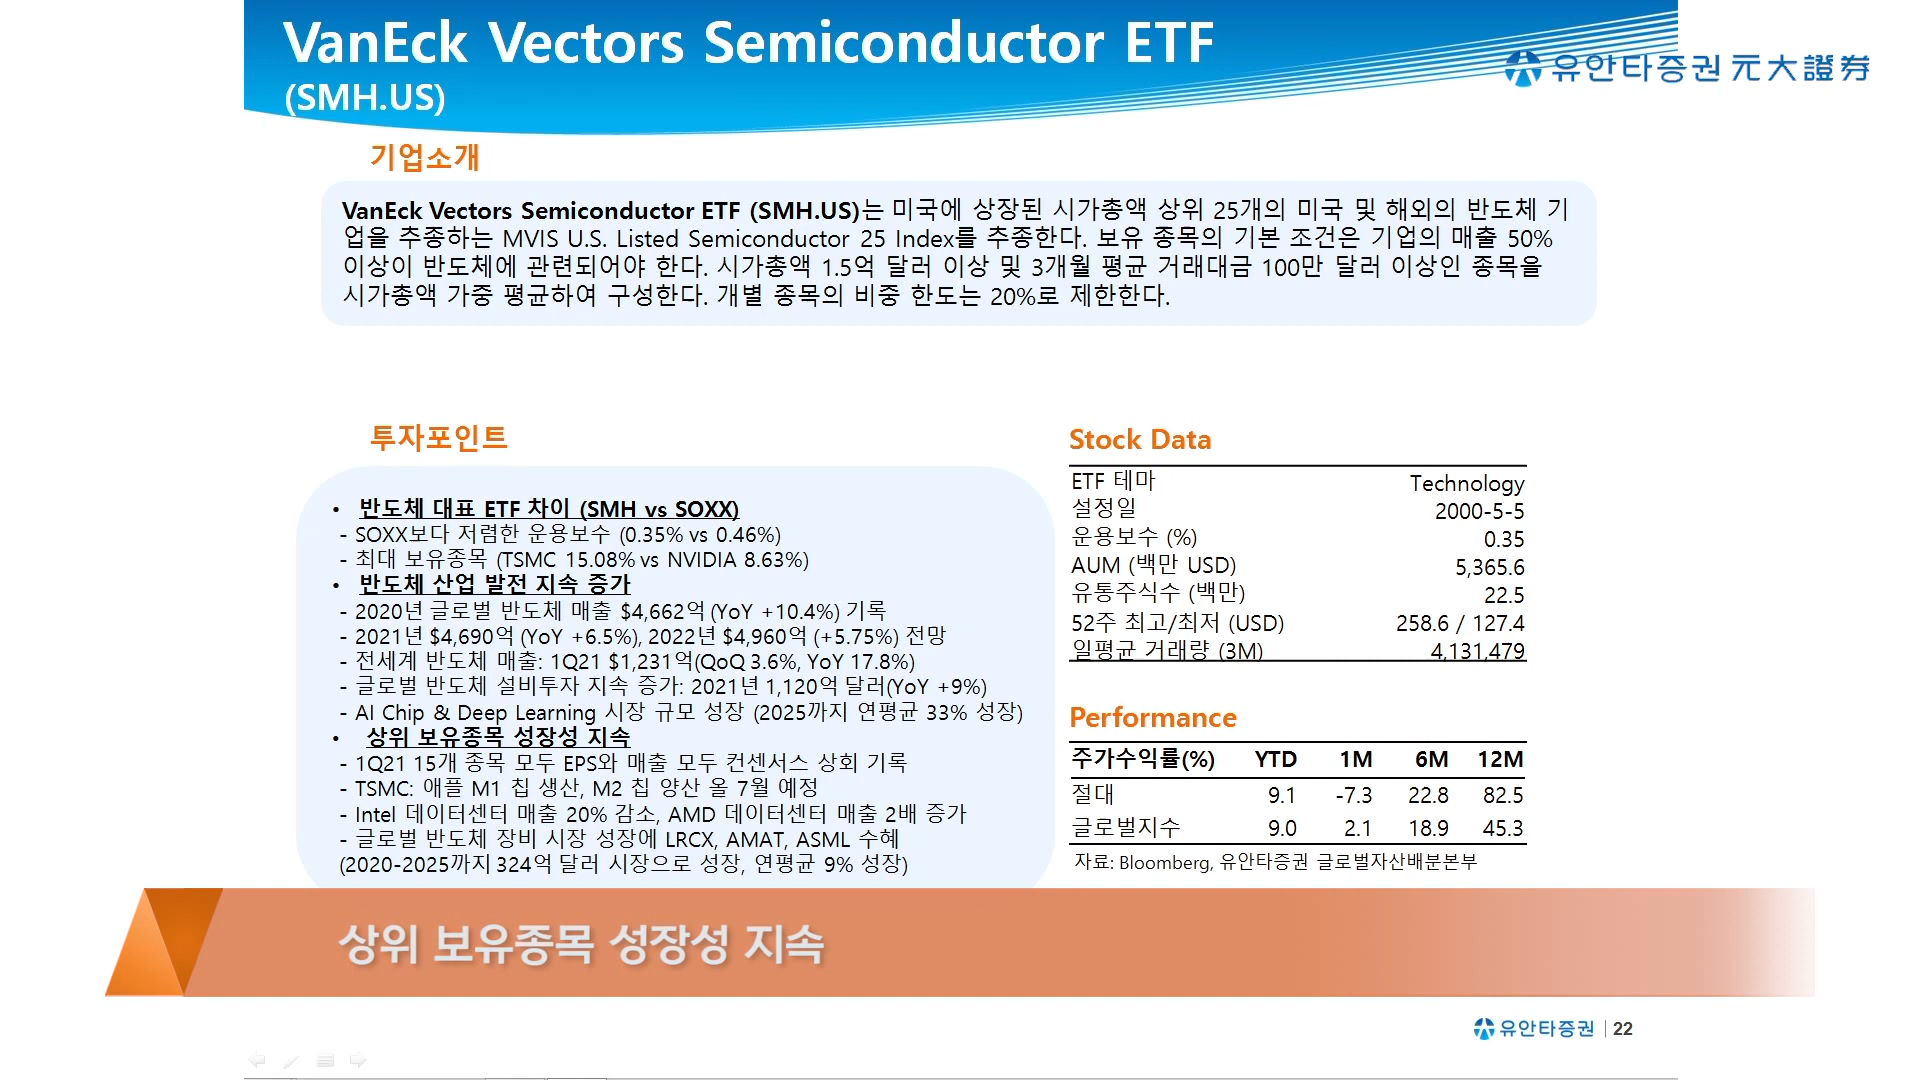 VanEck Vectors Semiconductor ETF
(SMH.US)
유안타증권 元大證券
기업소개
VanEck Vectors Semiconductor ETF (SMH.US)는 미국에 상장된 시가총액 상위 25개의 미국 및 해외의 반도체 기
업을 추종하는 MVIS U.S. Listed Semiconductor 25 Index를 추종한다. 보유 종목의 기본 조건은 기업의 매출 50%
이상이 반도체에 관련되어야 한다. 시가총액 1.5억 달러 이상 및 3개월 평균 거래대금 100만 달러 이상인 종목을
시가총액 가중 평균하여 구성한다. 개별 종목의 비중 한도는 20%로 제한한다.
투자포인트
• 반도체 대표 ETF 차이 (SMH vs SOXX)
- SOXX보다 저렴한 운용보수 (0.35% vs 0.46%)
- 최대 보유종목 (TSMC 15.08% vs NVIDIA 8.63%)
• 반도체 산업 발전 지속 증가
- 2020년 글로벌 반도체 매출 $4,662억 (YoY +10.4%) 기록
- 2021년 $4,690억 (YoY +6.5%), 2022년 $4,960억 (+5.75%) 전망
- 전세계 반도체 매출: 1Q21 $1,231억(QoQ 3.6%, YoY 17.8%)
- 글로벌 반도체 설비투자 지속 증가: 2021년 1,120억 달러(YoY +9%)
- AI Chip & Deep Learning 시장 규모 성장 (2025까지 연평균 33% 성장)
• 상위 보유종목 성장성 지속
- 1Q21 15개 종목 모두 EPS와 매출 모두 컨센서스 상회 기록
- TSMC: 애플 M1 칩 생산, M2 칩 양산 올 7월 예정
- Intel 데이터센터 매출 20% 감소, AMD 데이터센터 매출 2배 증가
- 글로벌 반도체 장비 시장 성장에 LRCX, AMAT, ASML 수혜
(2020-2025까지 324억 달러 시장으로 성장, 연평균 9% 성장)
Stock Data
ETF 테마 Technology
설정일 2000-5-5
운용보수 (%) 0.35
AUM (백만 USD) 5,365.6
유통주식수 (백만) 22.5
52주 최고/최저 (USD) 258.6 / 127.4
일평균 거래량 (3M) 4,131,479
Performance
주가수익률(%) YTD 1M 6M 12M
절대 9.1 -7.3 22.8 82.5
글로벌지수 9.0 2.1 18.9 45.3
자료: Bloomberg, 유안타증권 글로벌자산배분본부
상위 보유종목 성장성 지속
유안타증권 | 22